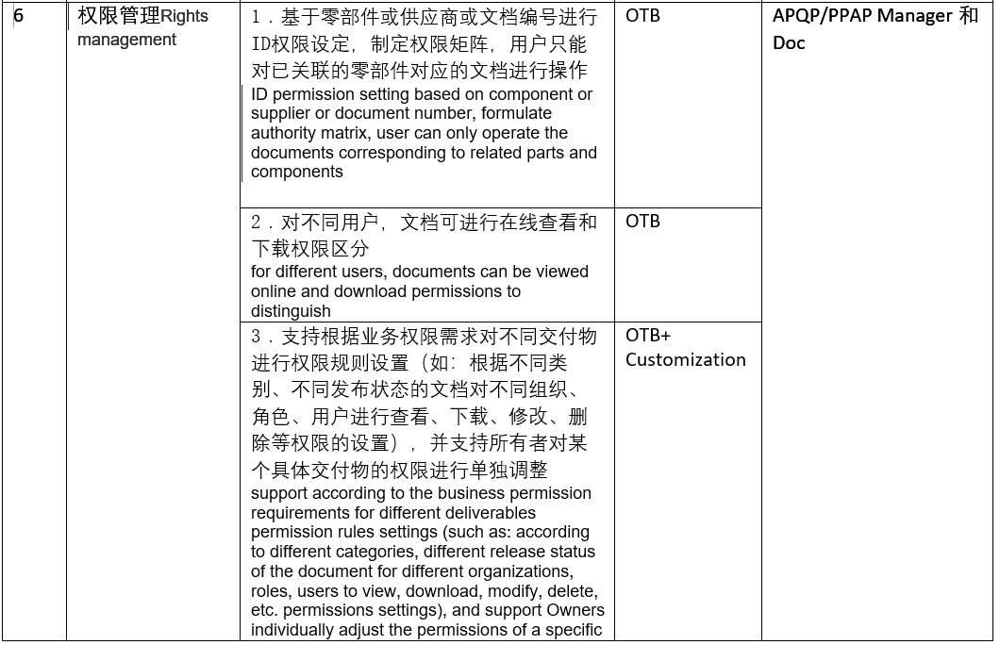 6
权限管理Rights
management
1．基于零部件或供应商或文档编号进行
ID权限设定，制定权限矩阵，用户只能
对已关联的零部件对应的文档进行操作
ID permission setting based on component or
supplier or document number, formulate
authority matrix, user can only operate the
documents corresponding to related parts and
components
OTB
APQP/PPAP Manager 和
Doc
2．对不同用户，文档可进行在线查看和
下载权限区分
for different users, documents can be viewed
online and download permissions to
distinguish
OTB
3．支持根据业务权限需求对不同交付物
进行权限规则设置（如：根据不同类
别、不同发布状态的文档对不同组织、
角色、用户进行查看、下载、修改、删
除等权限的设置），并支持所有者对某
个具体交付物的权限进行单独调整
support according to the business permission
requirements for different deliverables
permission rules settings (such as: according
to different categories, different release status
of the document for different organizations,
roles, users to view, download, modify, delete,
etc. permissions settings), and support Owners
individually adjust the permissions of a specific
OTB+
Customization